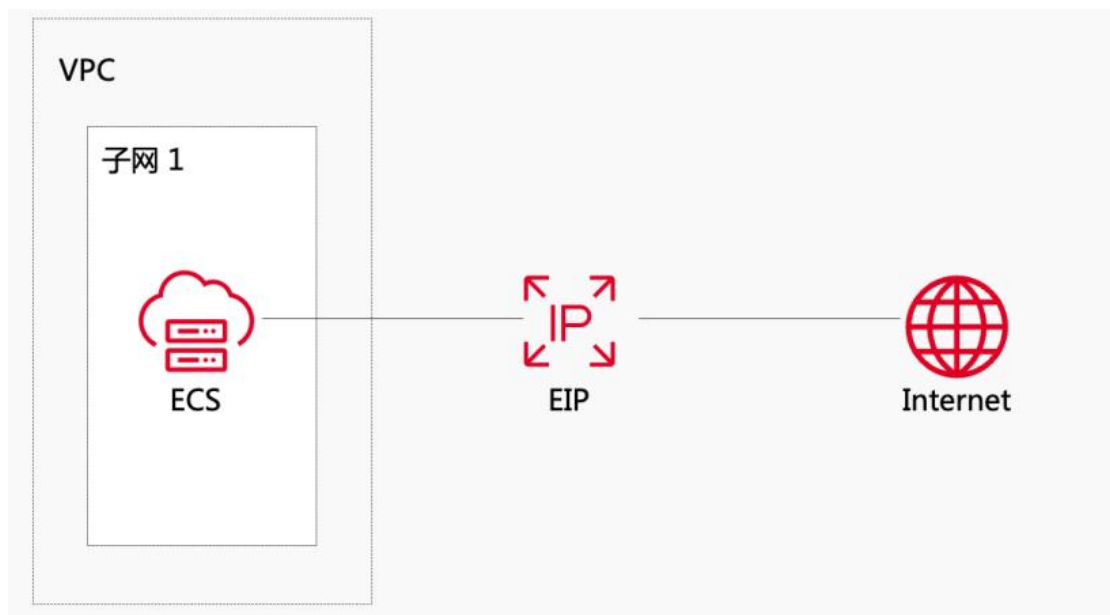 VPC
子网 1
IP
ECS
EIP
Internet